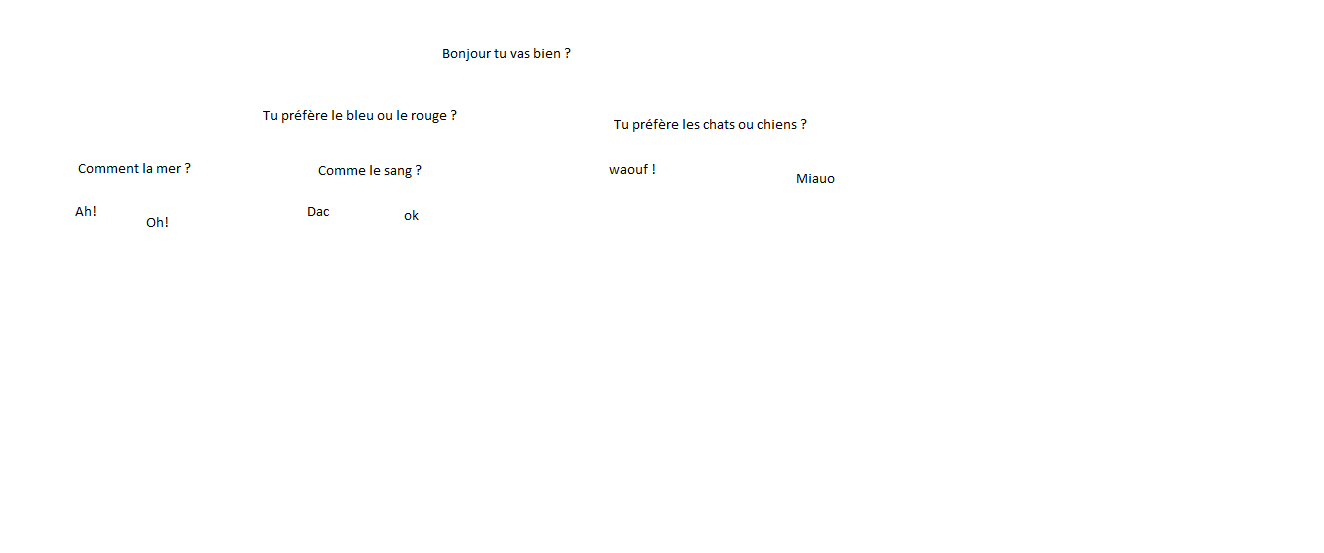 Bonjour tu vas bien ?
Tu préfère le bleu ou le rouge ?
Tu préfère les chats ou chiens ?
Comment la mer ?
Comme le sang ?
waouf !
Miauo
Ah!
Oh!
Dac
ok